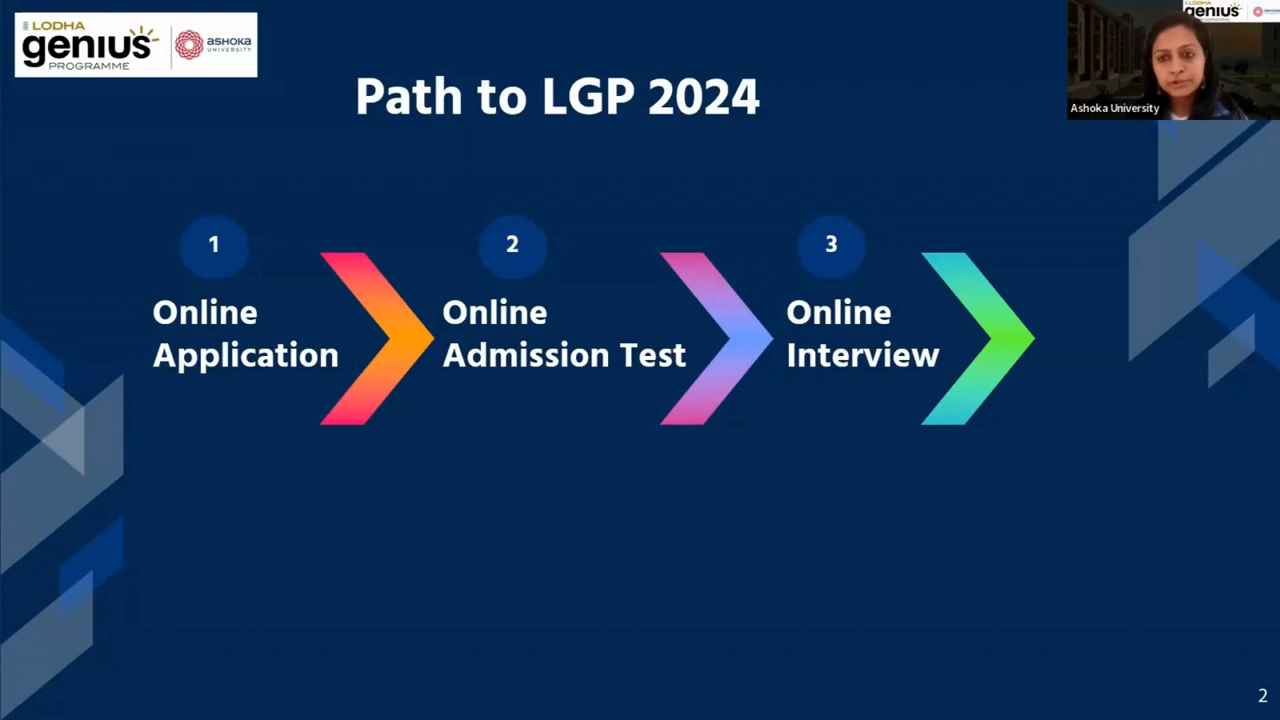 LODHA
genius
PROGRAMME
ASHOKA
UNIVERSITY
Path to LGP 2024
genius
Ashoka University
1
Online
Application
2
Online
Admission Test
3
Online
Interview
2